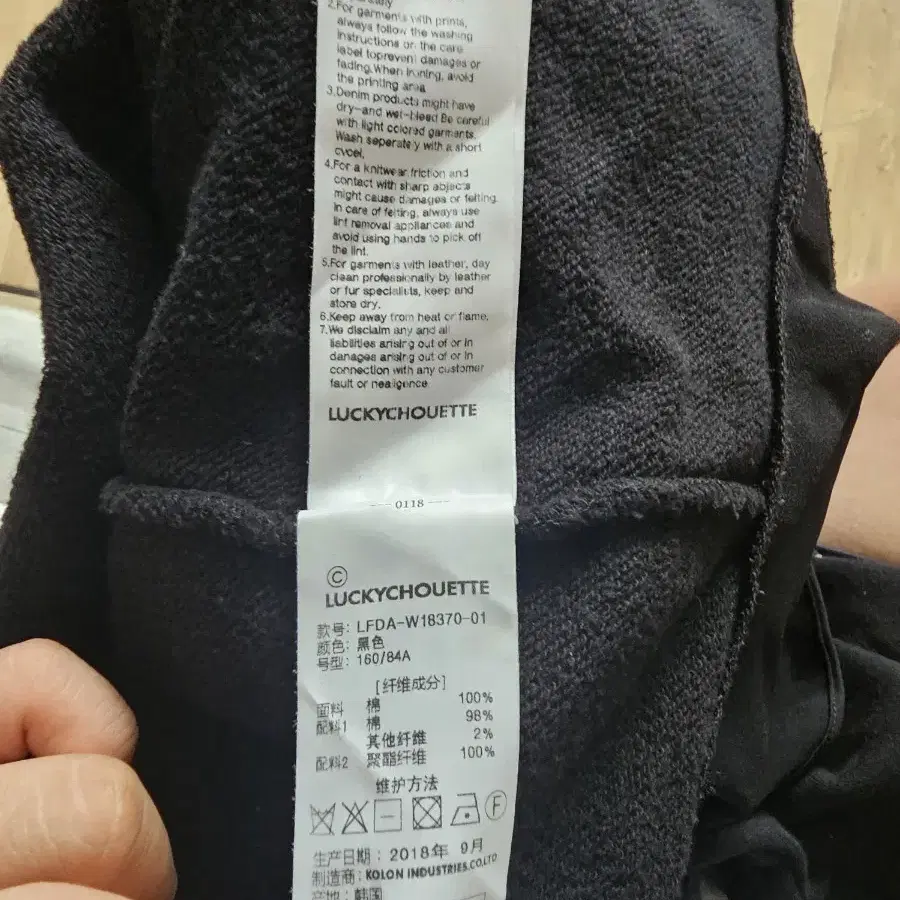 2.For garments with prints,
always follow the washing
instructions on the care
label toprevent damages or
fading.When ironing, avoid
the printing area
3.Denim products might have
dry-and wet-bleed Be careful
with light colored garments.
Wash seperately with a short
cvcel.
4.For a knitwear,friction and
contact with sharp abjects
might cause damages or felting.
In care of felting, always use
lint removal appliances and
avoid using hands to pick off
the lint.
5.For garments with leather, day
clean professionally by leather
or fur specialists, keep and
store dry.
6.Keep away from heat or flame.
7.We disclaim any and all
liabilities arising out of or in
danages arising out of or in
connection with any customer
fault or nealigence.
LUCKYCHOUETTE
--- 0118 ---
©
LUCKYCHOUETTE
款号: LFDA-W18370-01
颜色: 黑色
号型: 160/84A
[纤维成分]
面料 棉 100%
配料1 棉 98%
其他纤维 2%
配料2 聚酯纤维 100%
维护方法
F
生产日期: 2018年 9月
制造商: KOLON INDUSTRIES.CO.LTD
产地: 韩国